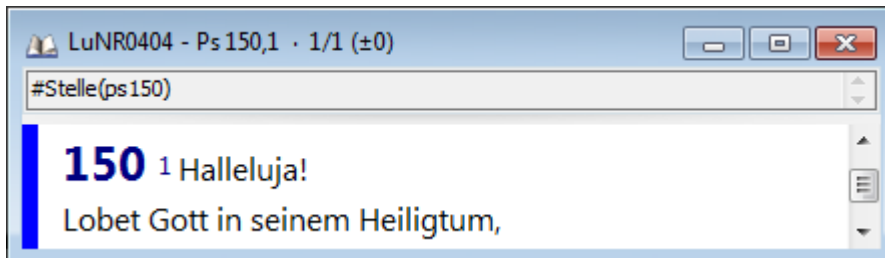 LuNR0404 - Ps 150,1 · 1/1 (±0)
#Stelle(ps150)
150 1 Halleluja!
Lobet Gott in seinem Heiligtum,